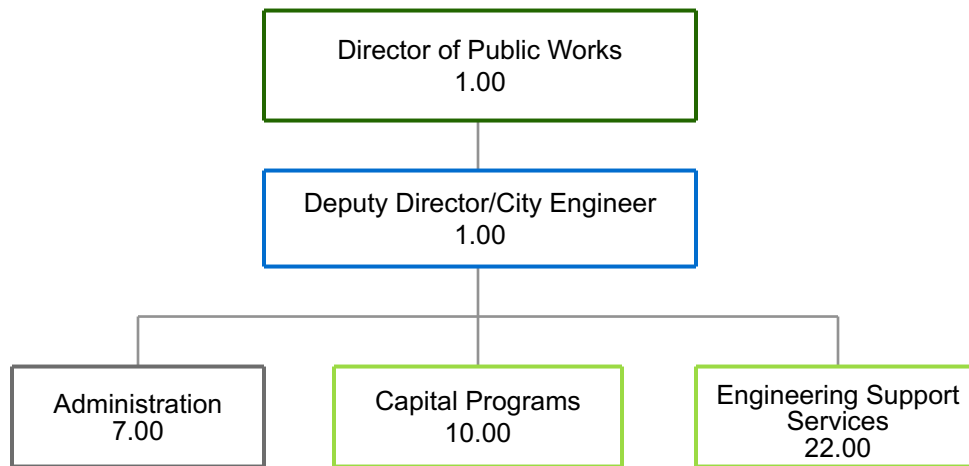 Director of Public Works
1.00
Deputy Director/City Engineer
1.00
Administration
7.00
Capital Programs
10.00
Engineering Support
Services
22.00